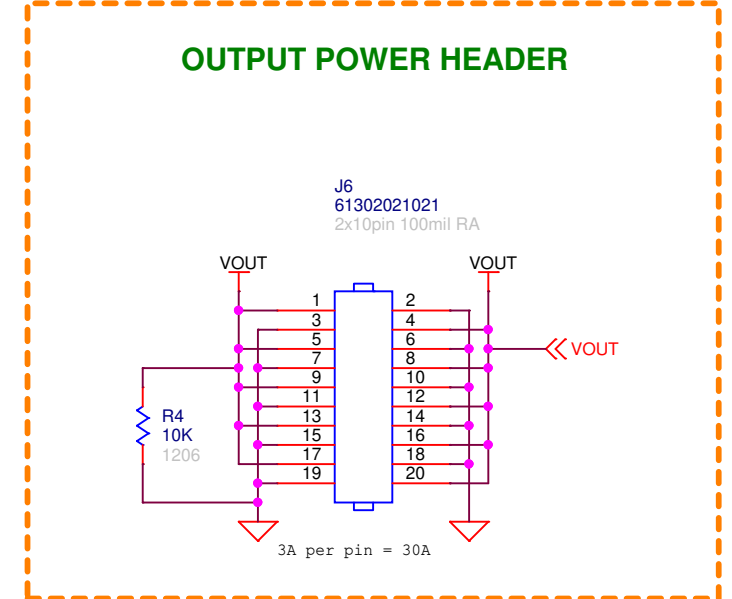 OUTPUT POWER HEADER
J6
61302021021
2x10pin 100mil RA
VOUT VOUT
1 2
3 4
5 6
VOUT
7 8
9 10
11 12
13 14
15 16
17 18
19 20
R4
10K
1206
3A per pin = 30A